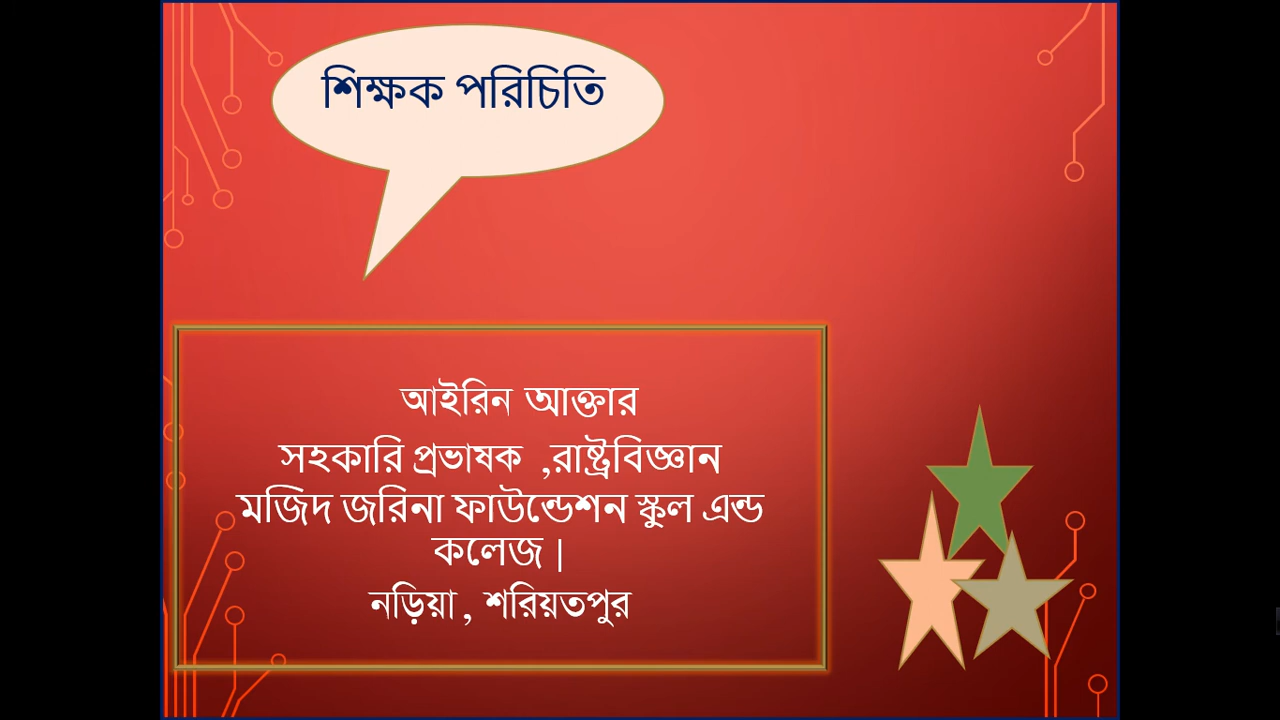 শিক্ষক পরিচিতি
আইরিন আক্তার
সহকারি প্রভাষক ,রাষ্ট্রবিজ্ঞান
মজিদ জরিনা ফাউন্ডেশন স্কুল এন্ড
কলেজ।
নড়িয়া, শরিয়তপুর